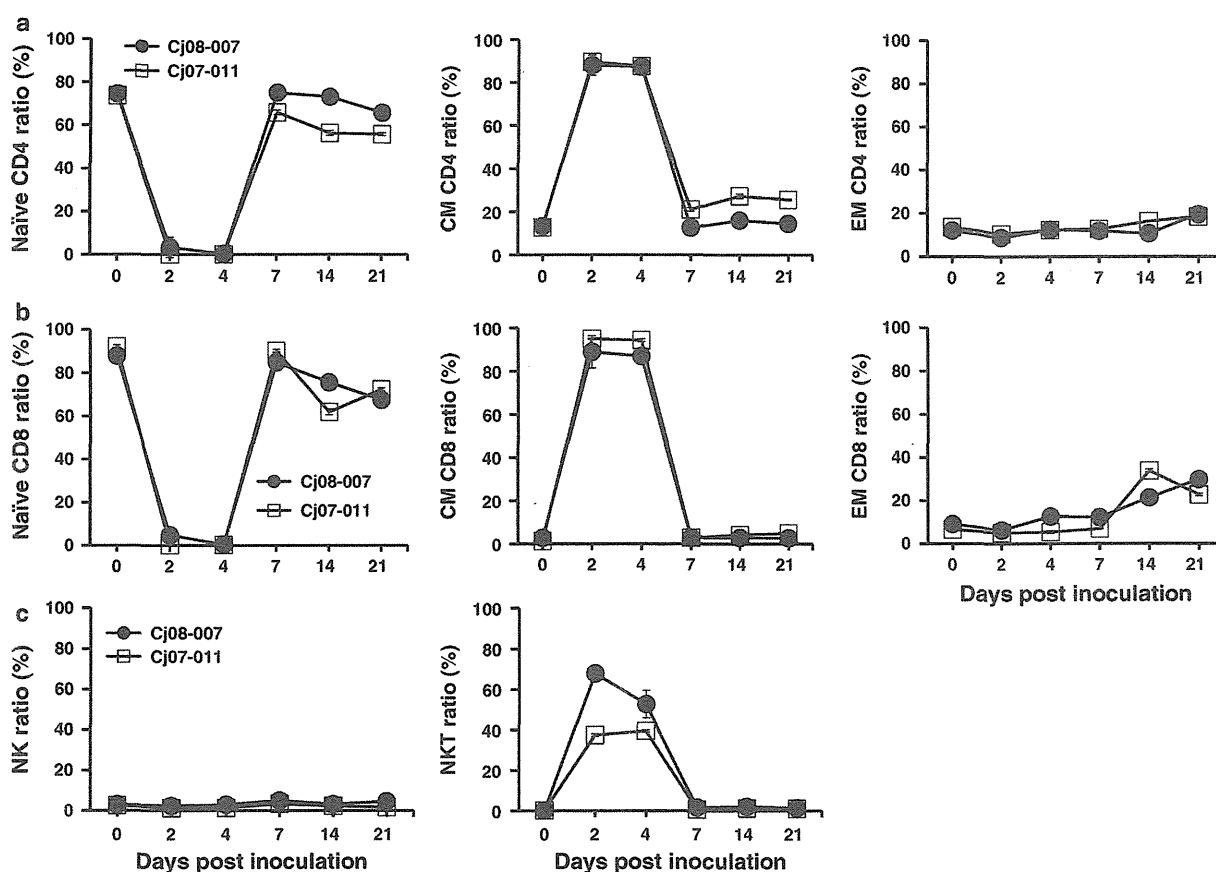 a
Naïve CD4 ratio (%)
100
80
60
40
20
0
Cj08-007
Cj07-011
0 2 4 7 14 21
CM CD4 ratio (%)
100
80
60
40
20
0
0 2 4 7 14 21
EM CD4 ratio (%)
100
80
60
40
20
0
0 2 4 7 14 21
b
Naïve CD8 ratio (%)
100
80
60
40
20
0
Cj08-007
Cj07-011
0 2 4 7 14 21
CM CD8 ratio (%)
100
80
60
40
20
0
0 2 4 7 14 21
EM CD8 ratio (%)
100
80
60
40
20
0
0 2 4 7 14 21
Days post inoculation
c
NK ratio (%)
100
80
60
40
20
0
Cj08-007
Cj07-011
0 2 4 7 14 21
Days post inoculation
NKT ratio (%)
100
80
60
40
20
0
0 2 4 7 14 21
Days post inoculation